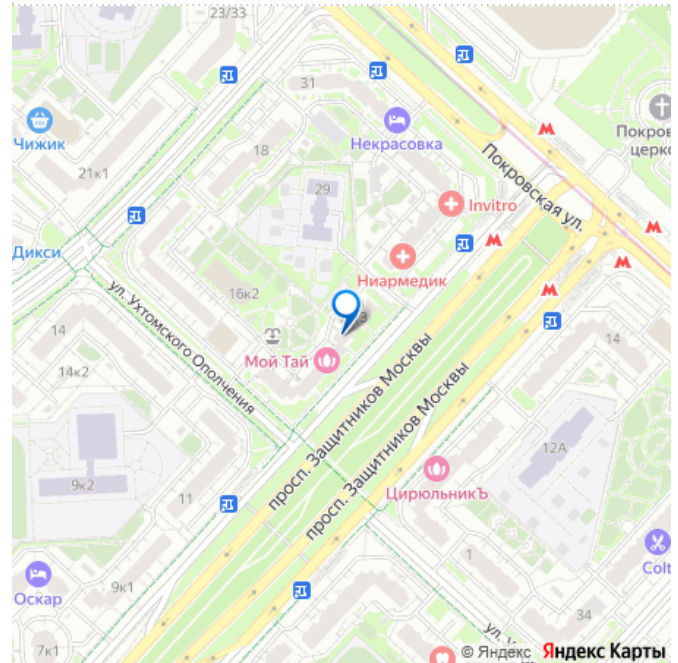 23/33
31
Чижик
Некрасовка
Покров
церко
18
21к1
Покровская ул.
29
Invitro
Дикси
Ниармедик
16к2
3
ул. Ухтомского Ополчения
14
14
Мой Тай
14к2
просп. Защитников Москвы
просп. Защитников Москвы
12А
9к2
11
ЦирюльникЪ
1
Colt
9к1
Оскар
34
7к1
© Яндекс Яндекс Карты